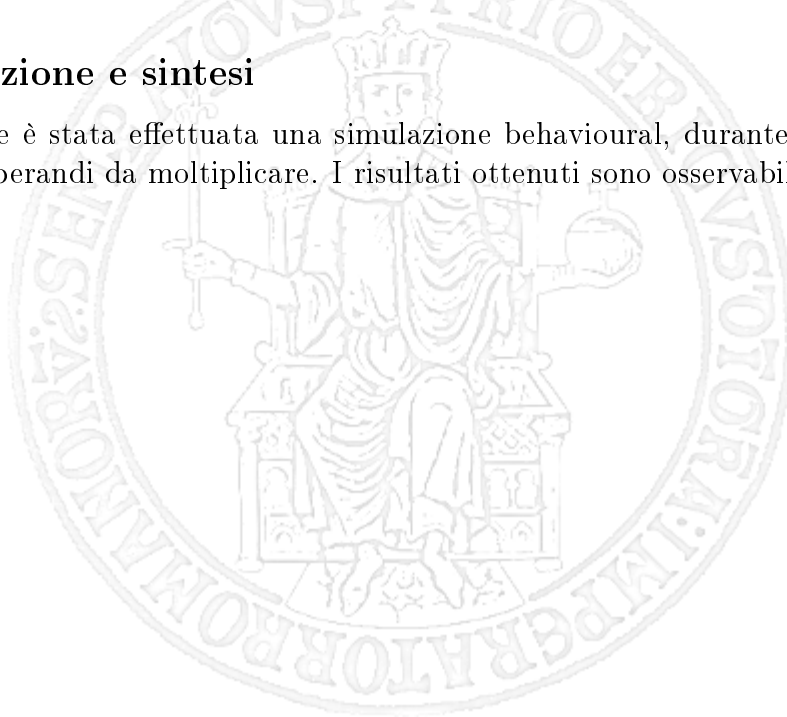 zione e sintesi
e è stata effettuata una simulazione behavioural, durante
perandi da moltiplicare. I risultati ottenuti sono osservabil